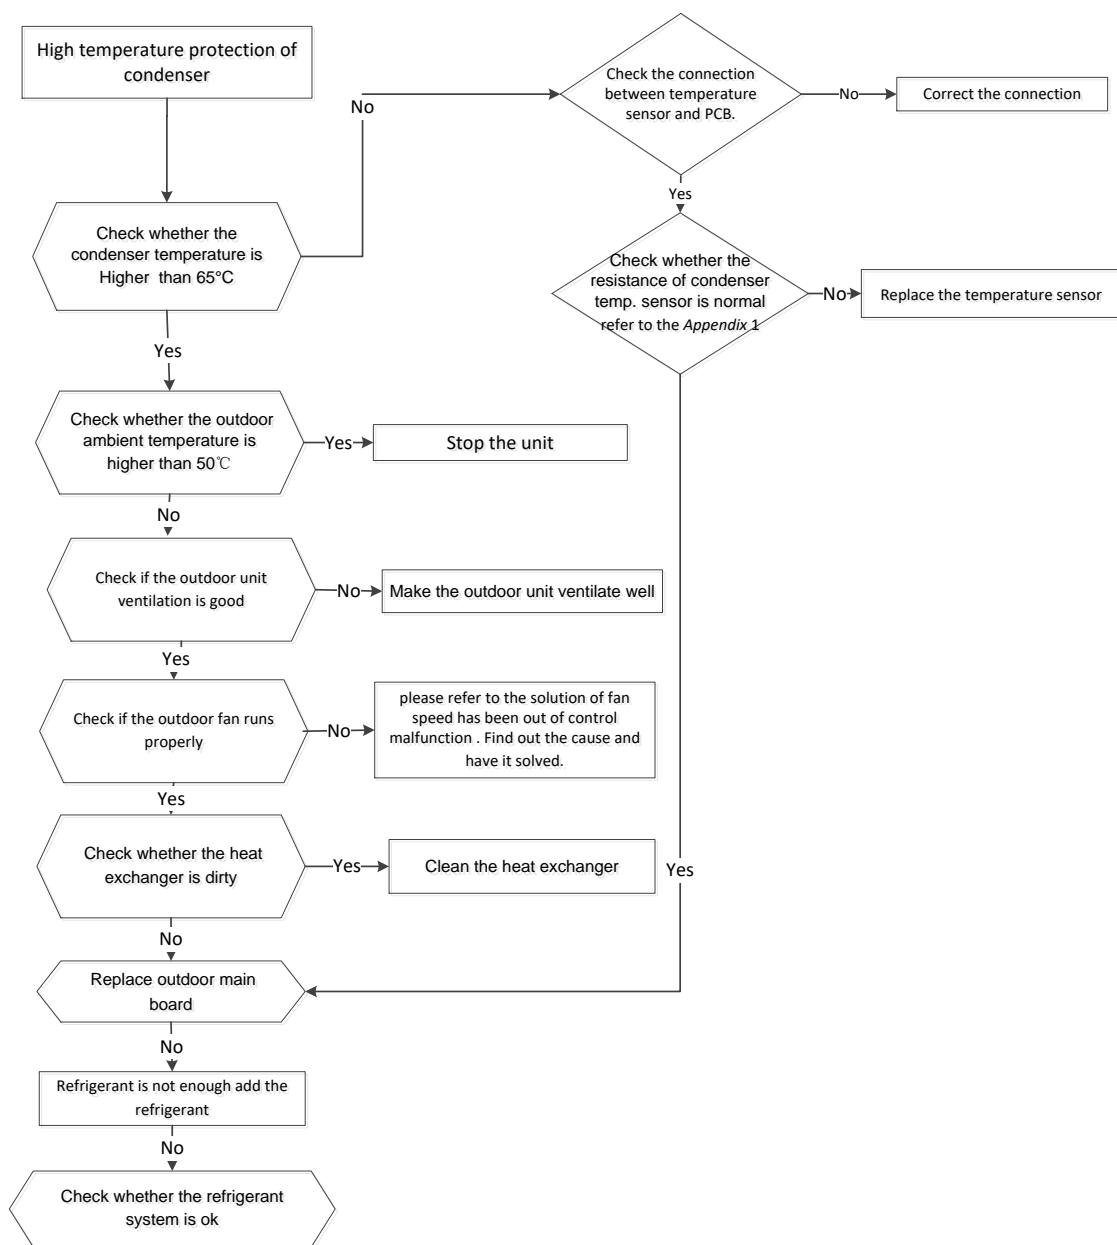 High temperature protection of
condenser
No
Check the connection
between temperature
sensor and PCB.
No
Correct the connection
Yes
Check whether the
condenser temperature is
Higher than 65°C
Check whether the
resistance of condenser
temp. sensor is normal
refer to the Appendix 1
No
Replace the temperature sensor
Yes
Check whether the outdoor
ambient temperature is
higher than 50℃
Yes
Stop the unit
No
Check if the outdoor unit
ventilation is good
No
Make the outdoor unit ventilate well
Yes
Check if the outdoor fan runs
properly
No
please refer to the solution of fan
speed has been out of control
malfunction . Find out the cause and
have it solved.
Yes
Check whether the heat
exchanger is dirty
Yes
Clean the heat exchanger
Yes
No
Replace outdoor main
board
No
Refrigerant is not enough add the
refrigerant
No
Check whether the refrigerant
system is ok